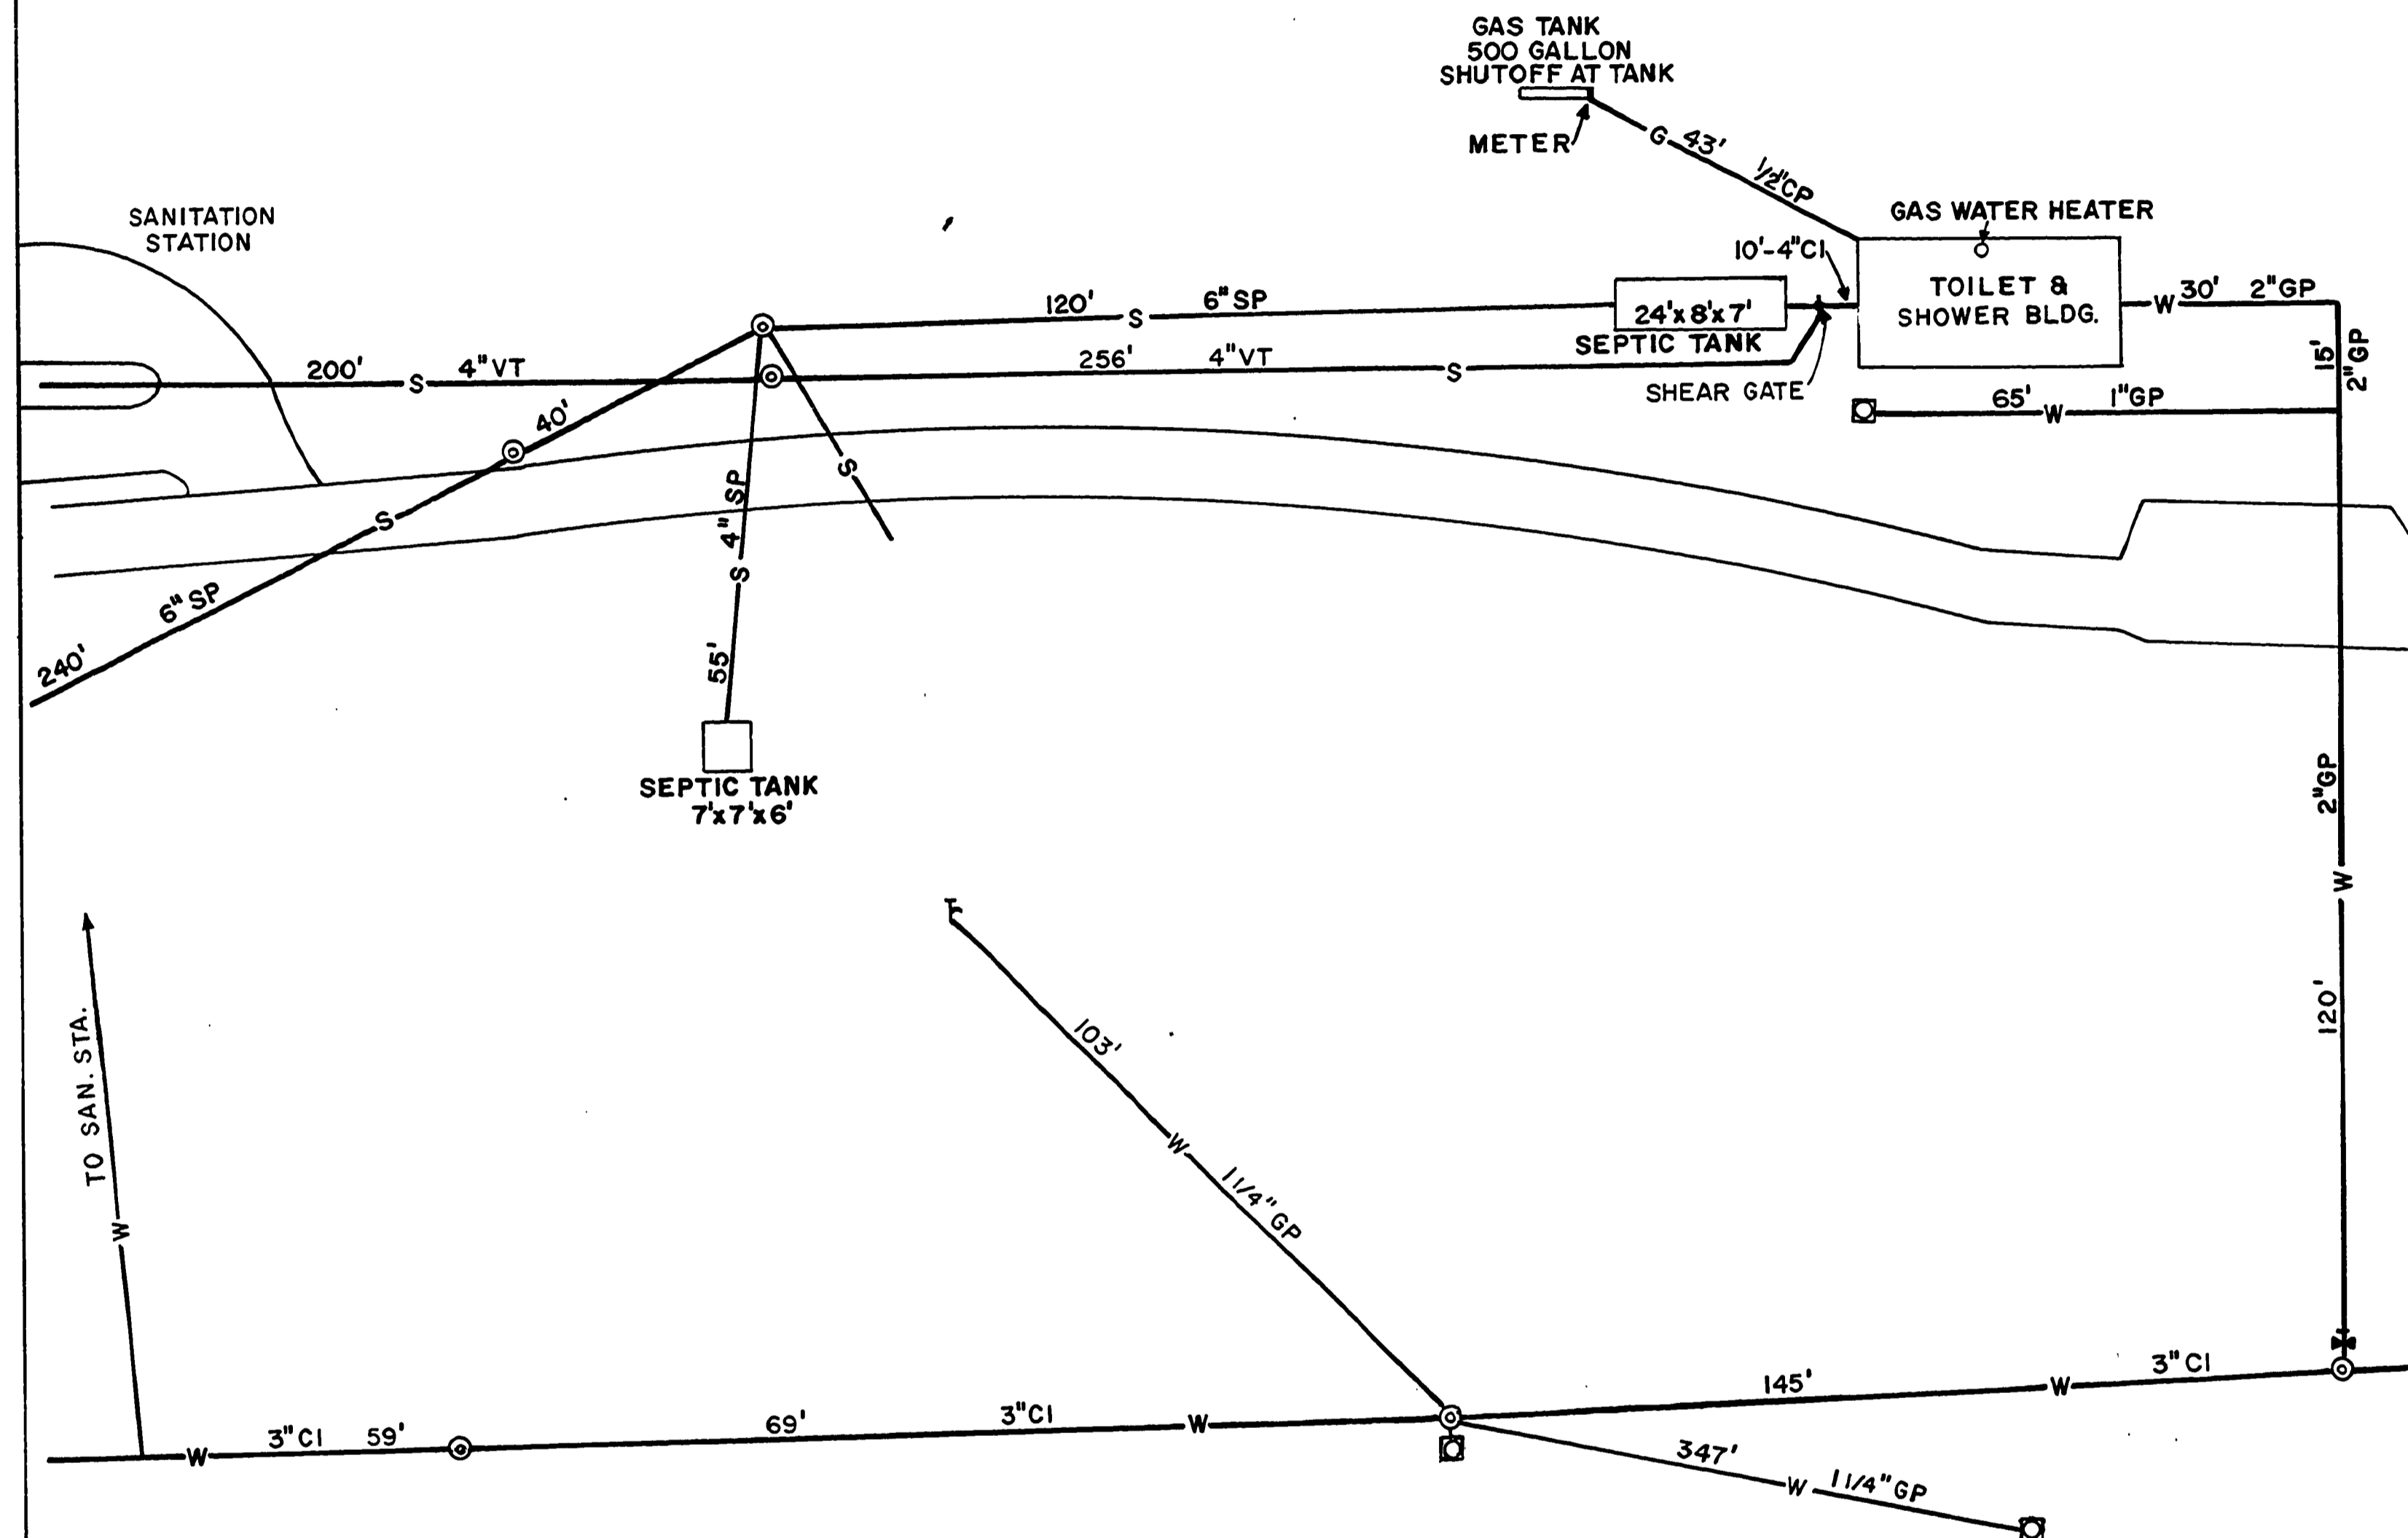 GAS TANK
500 GALLON
SHUTOFF AT TANK
METER
G 43'
1/2"CP
SANITATION
STATION
GAS WATER HEATER
10'-4"CI
TOILET &
SHOWER BLDG.
W 30' 2"GP
15'
2"GP
120' S 6"SP
24'x8'x7'
SEPTIC TANK
200' S 4"VT
256' 4"VT S
SHEAR GATE
65' W 1"GP
40'
S
S
6"SP
240'
4" SP
S
55'
SEPTIC TANK
7'x7'x6'
2"GP
W
120'
TO SAN. STA.
W
103'
W
1 1/4"GP
145' W 3"CI
W 3"CI 59'
69' 3"CI W
347'
W 1 1/4"GP